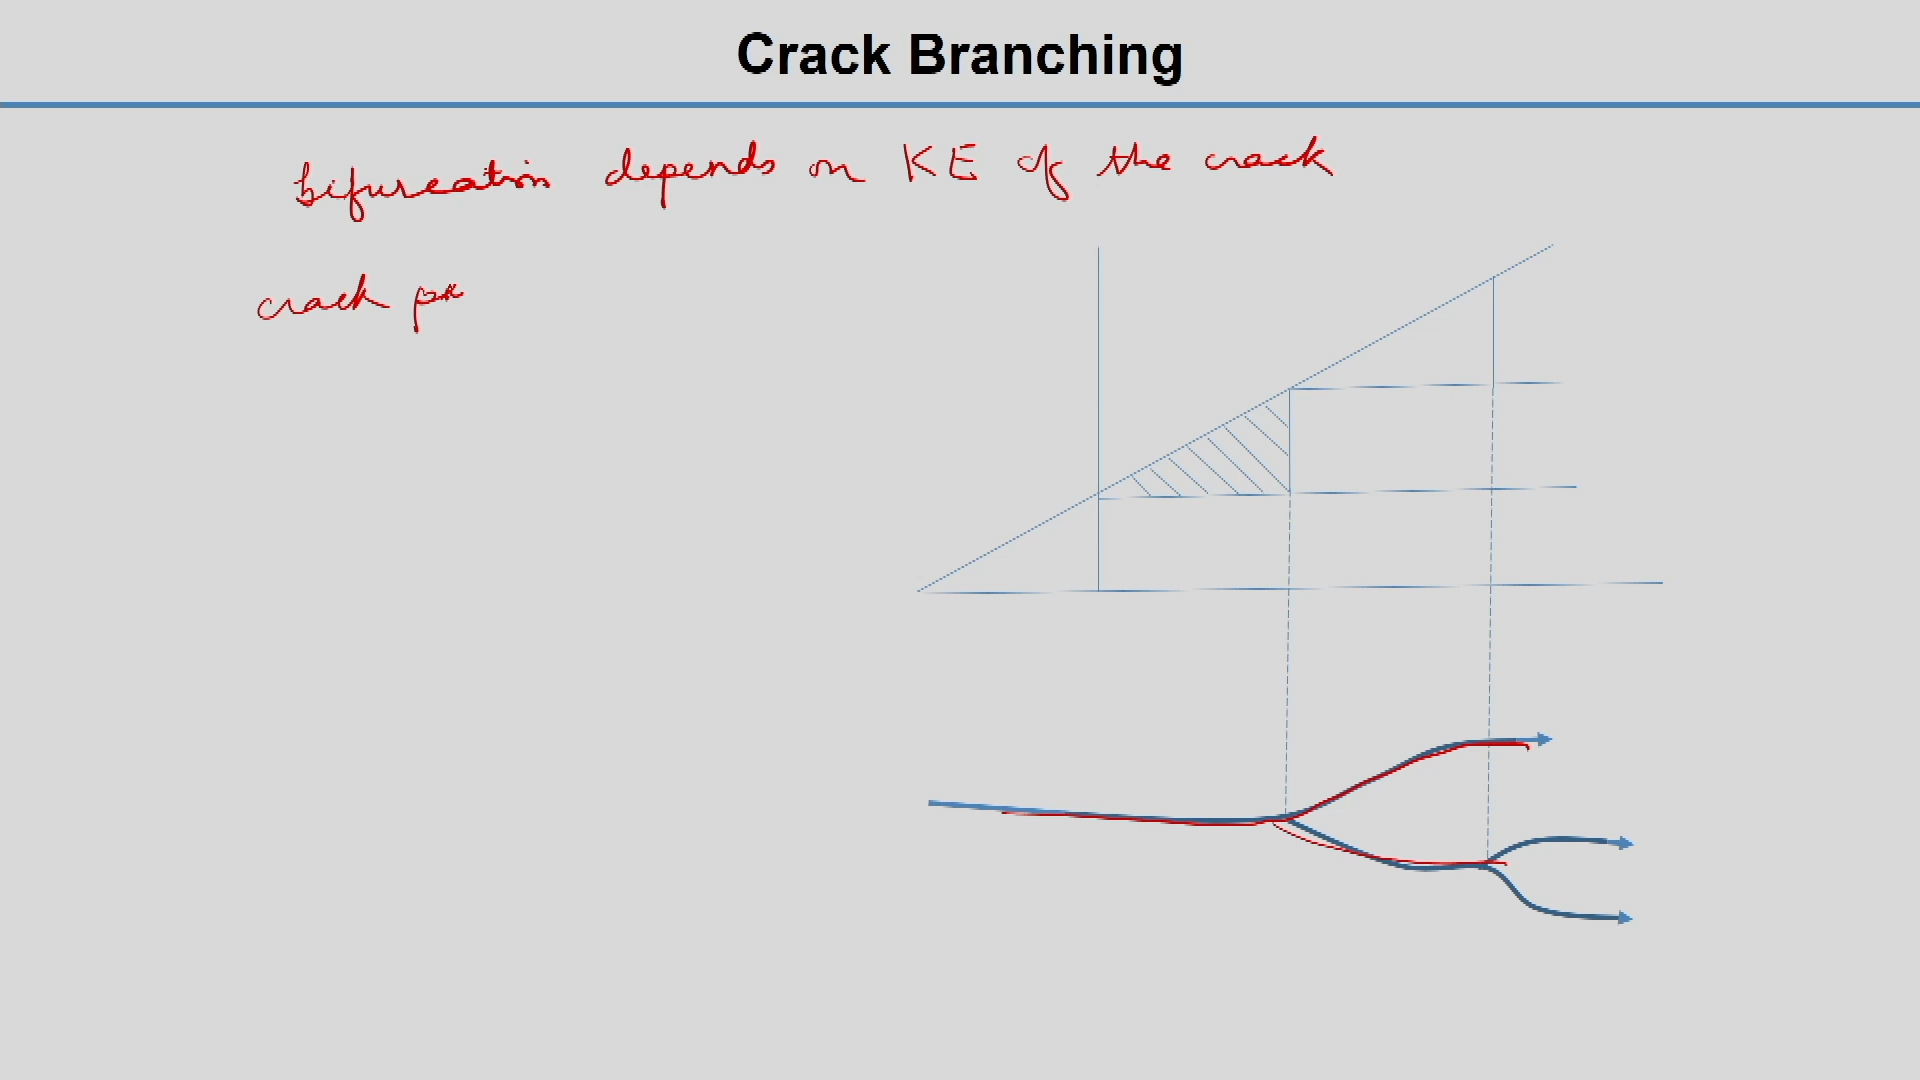 Crack Branching
bifurcation depends on KE of the crack
crack